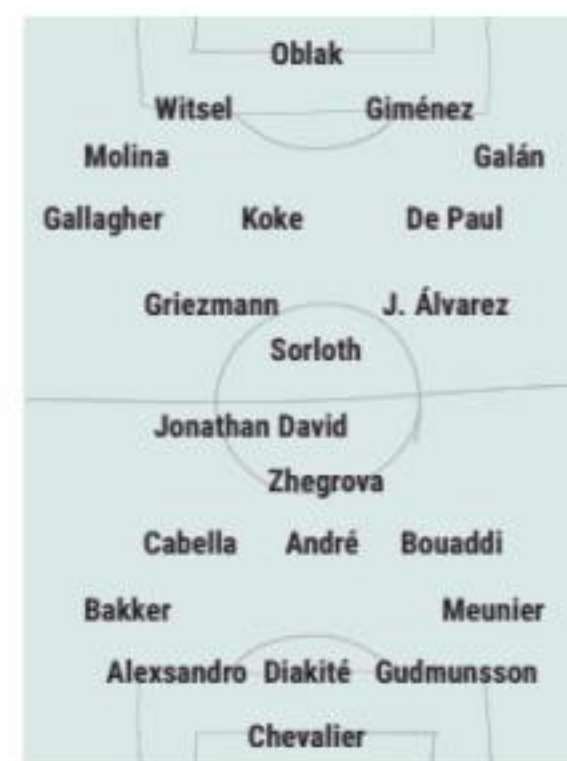 Oblak
Witsel Giménez
Molina Galán
Gallagher Koke De Paul
Griezmann J. Álvarez
Sorloth
Jonathan David
Zhegrova
Cabella André Bouaddi
Bakker Meunier
Alexsandro Diakité Gudmunsson
Chevalier